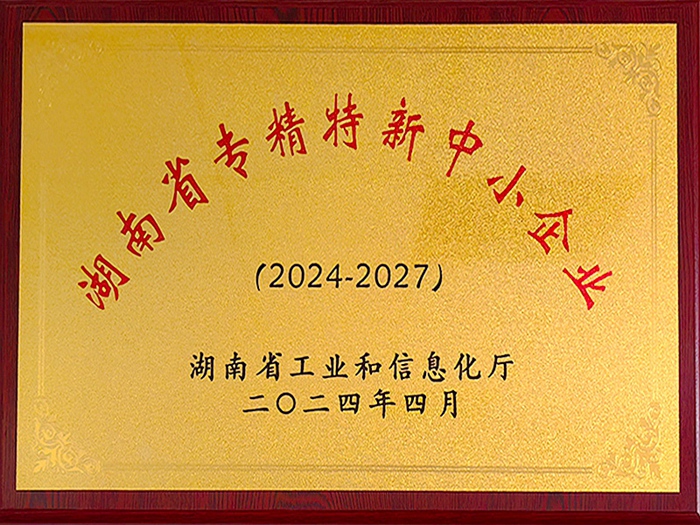 湖南省专精特新中小企业
(2024-2027)
湖南省工业和信息化厅
二〇二四年四月